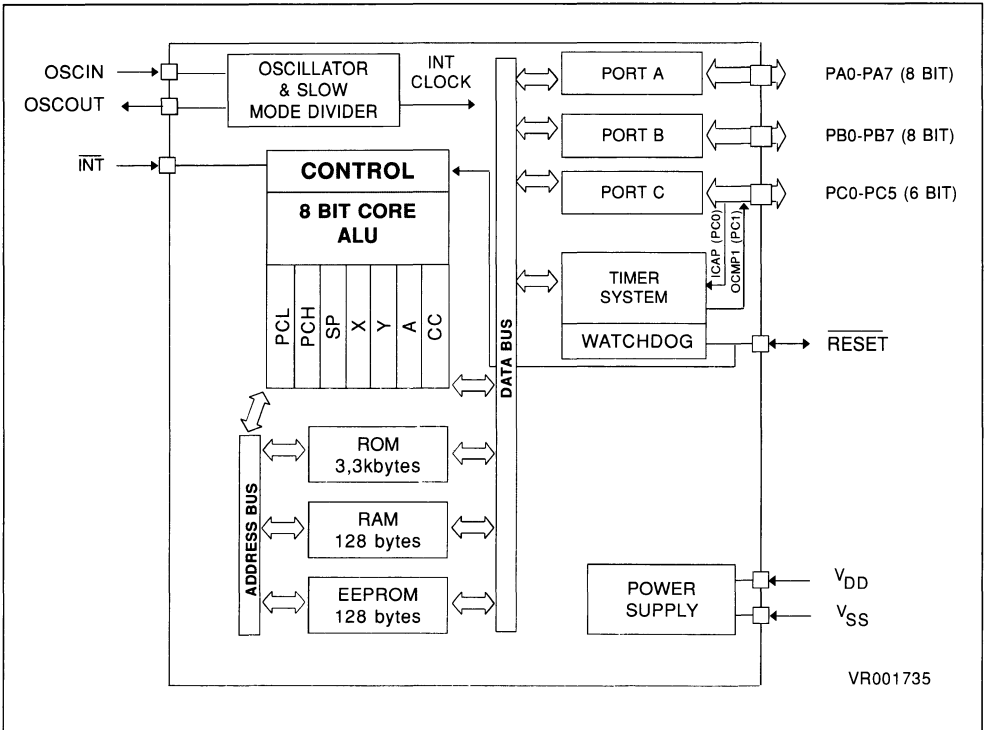 OSCIN
OSCOUT
INT
OSCILLATOR
& SLOW
MODE DIVIDER
INT
CLOCK
CONTROL
8 BIT CORE
ALU
PCL
PCH
SP
X
Y
A
CC
ADDRESS BUS
ROM
3,3kbytes
RAM
128 bytes
EEPROM
128 bytes
DATA BUS
PORT A
PORT B
PORT C
PA0-PA7 (8 BIT)
PB0-PB7 (8 BIT)
PC0-PC5 (6 BIT)
ICAP (PC0)
OCMP1 (PC1)
TIMER
SYSTEM
WATCHDOG
RESET
POWER
SUPPLY
VDD
VSS
VR001735